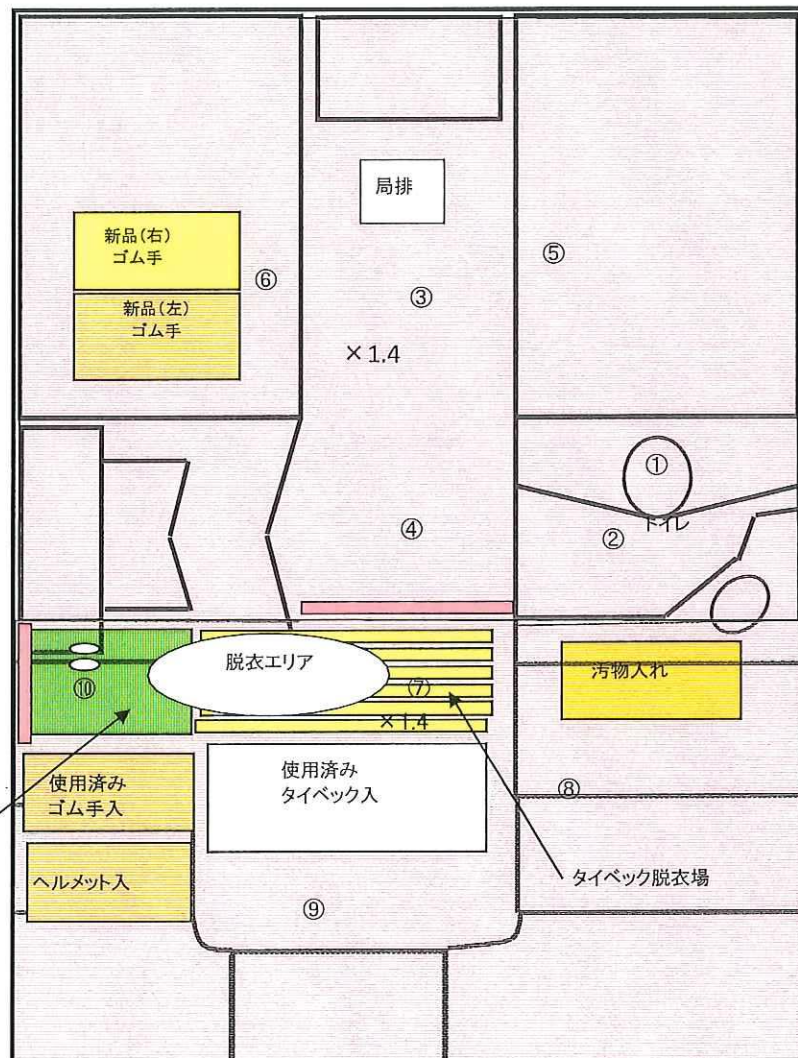 局排
新品(右)
ゴム手
新品(左)
ゴム手
⑥
③
⑤
×1.4
①
④
②
トイレ
脱衣エリア
⑩
(7)
×1.4
汚物入れ
使用済み
ゴム手入
使用済み
タイベック入
⑧
ヘルメット入
タイベック脱衣場
⑨